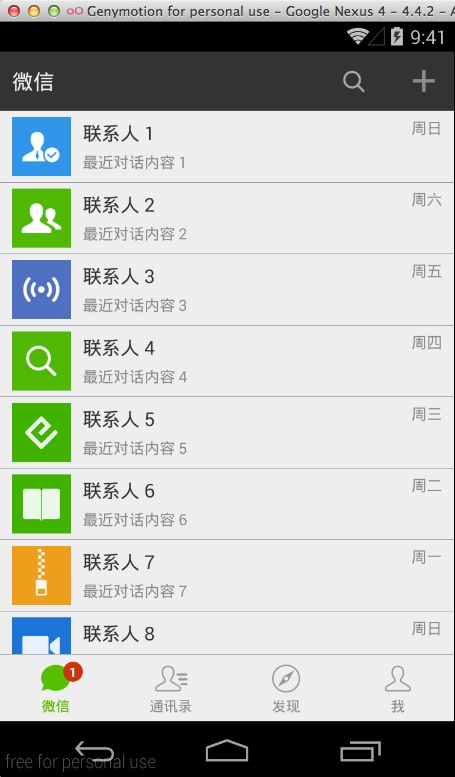 Genymotion for personal use – Google Nexus 4 – 4.4.2 – A
9:41
微信
联系人 1
周日
最近对话内容 1
联系人 2
周六
最近对话内容 2
联系人 3
周五
最近对话内容 3
联系人 4
周四
最近对话内容 4
联系人 5
周三
最近对话内容 5
联系人 6
周二
最近对话内容 6
联系人 7
周一
最近对话内容 7
联系人 8
周日
1
微信 通讯录 发现 我
free for personal use